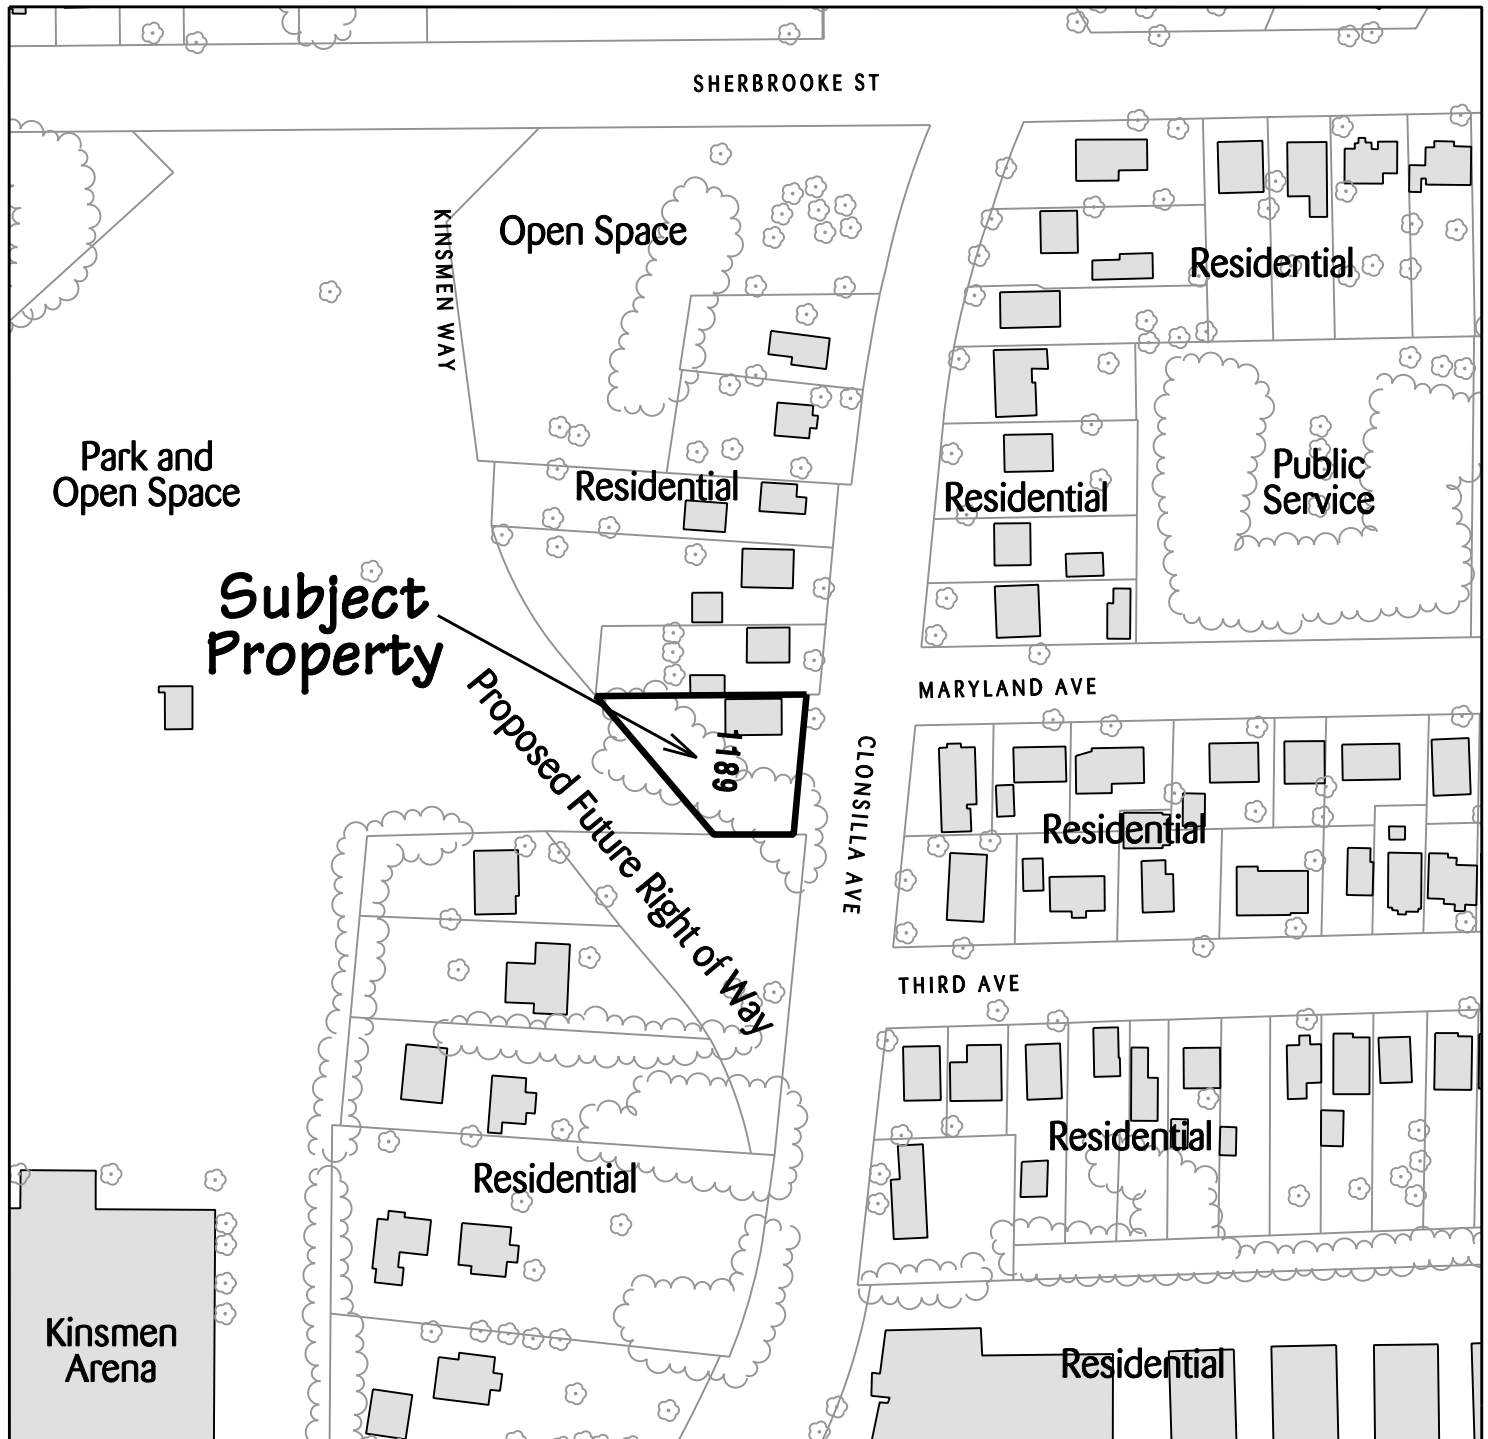 SHERBROOKE ST
KINSMEN WAY
Open Space
Residential
Park and
Open Space
Residential
Residential
Public
Service
Subject
Property
MARYLAND AVE
Proposed Future Right of Way
1189
CLONSILLA AVE
Residential
THIRD AVE
Residential
Residential
Kinsmen
Arena
Residential